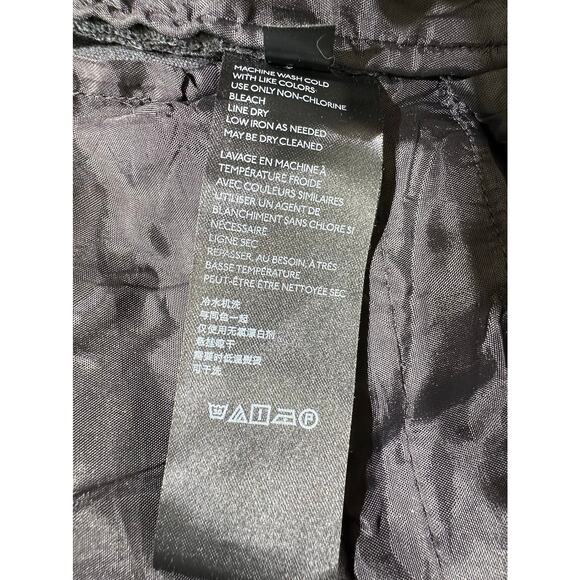 MACHINE WASH COLD
WITH LIKE COLORS
USE ONLY NON-CHLORINE
BLEACH
LINE DRY
LOW IRON AS NEEDED
MAY BE DRY CLEANED
LAVAGE EN MACHINE À
TEMPÉRATURE FROIDE
AVEC COULEURS SIMILAIRES
UTILISER UN AGENT DE
BLANCHIMENT SANS CHLORE SI
NÉCESSAIRE
LIGNE SEC
REPASSER, AU BESOIN, À TRÈS
BASSE TEMPÉRATURE
PEUT-ÊTRE ÊTRE NETTOYÉE SEC
冷水机洗
与同色一起
仅使用无氯漂白剂
悬挂晾干
需要时低温熨烫
可干洗
P